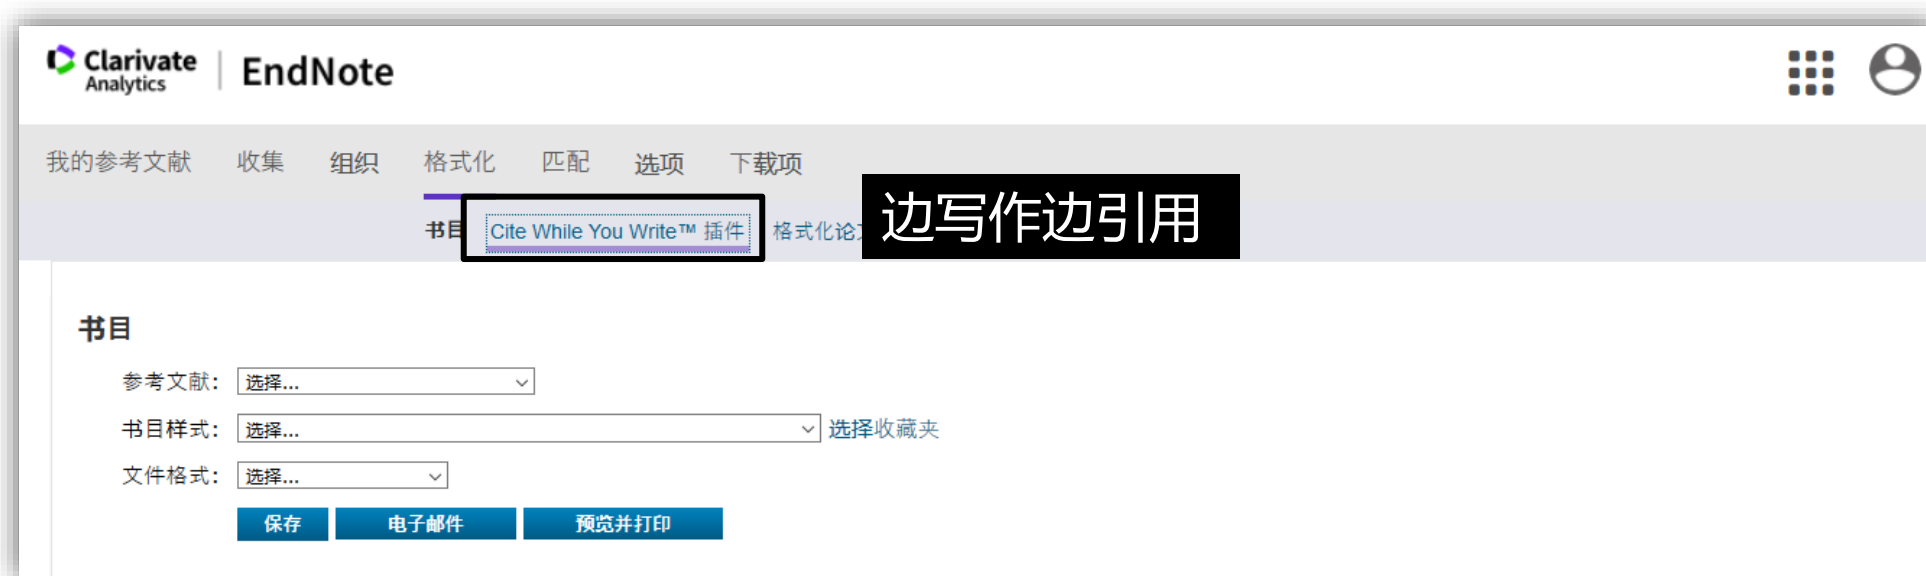 Clarivate
Analytics
EndNote
我的参考文献 收集 组织 格式化 匹配 选项 下载项
边写作边引用
书目 Cite While You Write™ 插件 格式化论
书目
参考文献: 选择...
书目样式: 选择... 选择收藏夹
文件格式: 选择...
保存 电子邮件 预览并打印